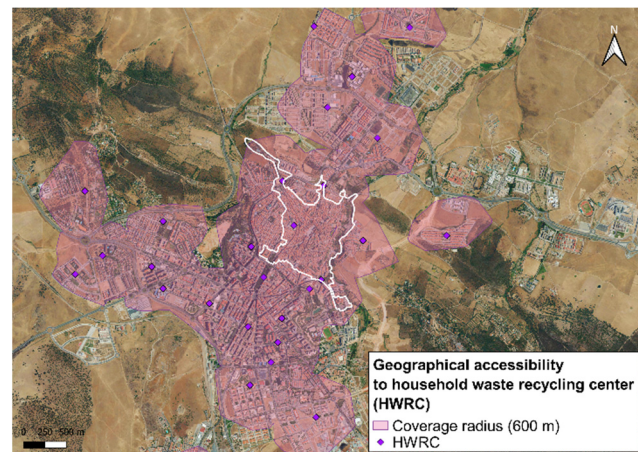 N
Geographical accessibility
to household waste recycling center
(HWRC)
Coverage radius (600 m)
HWRC
0 250 500 m